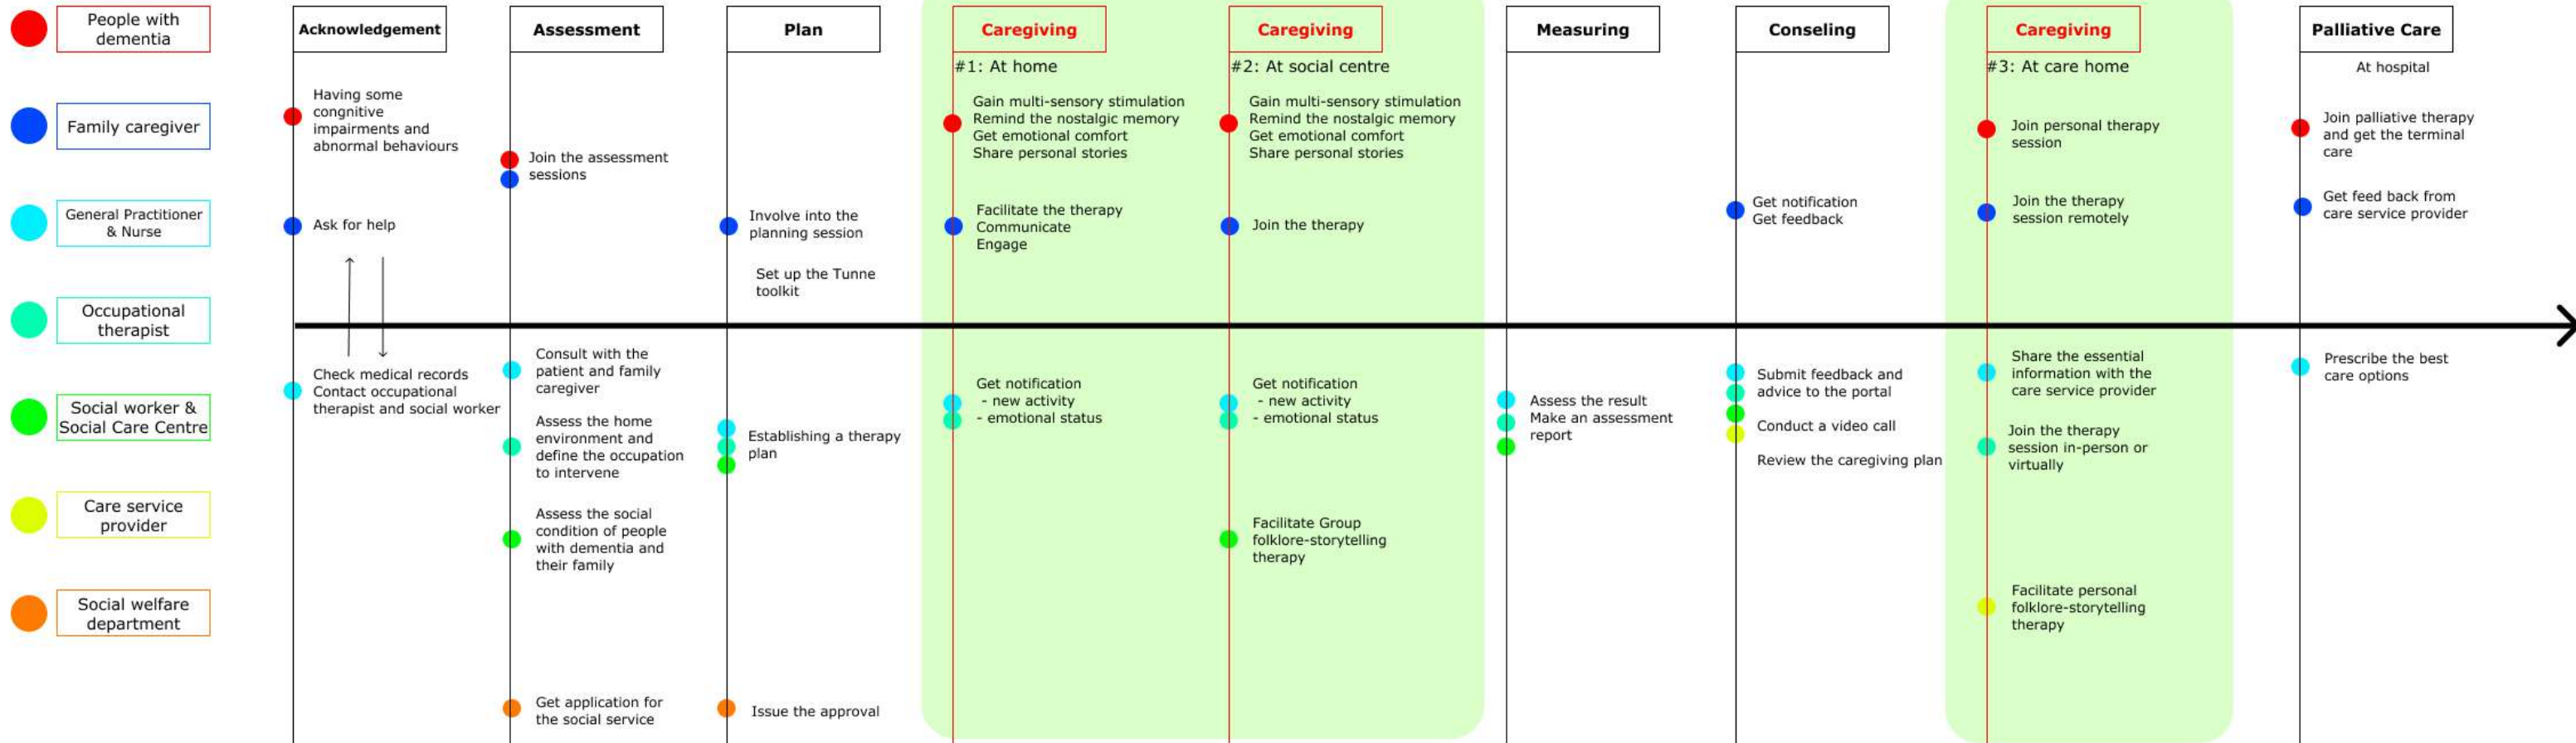 People with
dementia
Family caregiver
General Practitioner
& Nurse
Occupational
therapist
Social worker &
Social Care Centre
Care service
provider
Social welfare
department
Acknowledgement
Having some
congnitive
impairments and
abnormal behaviours
Ask for help
Check medical records
Contact occupational
therapist and social worker
Assessment
Join the assessment
sessions
Consult with the
patient and family
caregiver
Assess the home
environment and
define the occupation
to intervene
Assess the social
condition of people
with dementia and
their family
Get application for
the social service
Plan
Involve into the
planning session
Set up the Tunne
toolkit
Establishing a therapy
plan
Issue the approval
Caregiving
#1: At home
Gain multi-sensory stimulation
Remind the nostalgic memory
Get emotional comfort
Share personal stories
Facilitate the therapy
Communicate
Engage
Get notification
- new activity
- emotional status
Caregiving
#2: At social centre
Gain multi-sensory stimulation
Remind the nostalgic memory
Get emotional comfort
Share personal stories
Join the therapy
Get notification
- new activity
- emotional status
Facilitate Group
folklore-storytelling
therapy
Measuring
Assess the result
Make an assessment
report
Conseling
Get notification
Get feedback
Submit feedback and
advice to the portal
Conduct a video call
Review the caregiving plan
Caregiving
#3: At care home
Join personal therapy
session
Join the therapy
session remotely
Share the essential
information with the
care service provider
Join the therapy
session in-person or
virtually
Facilitate personal
folklore-storytelling
therapy
Palliative Care
At hospital
Join palliative therapy
and get the terminal
care
Get feed back from
care service provider
Prescribe the best
care options